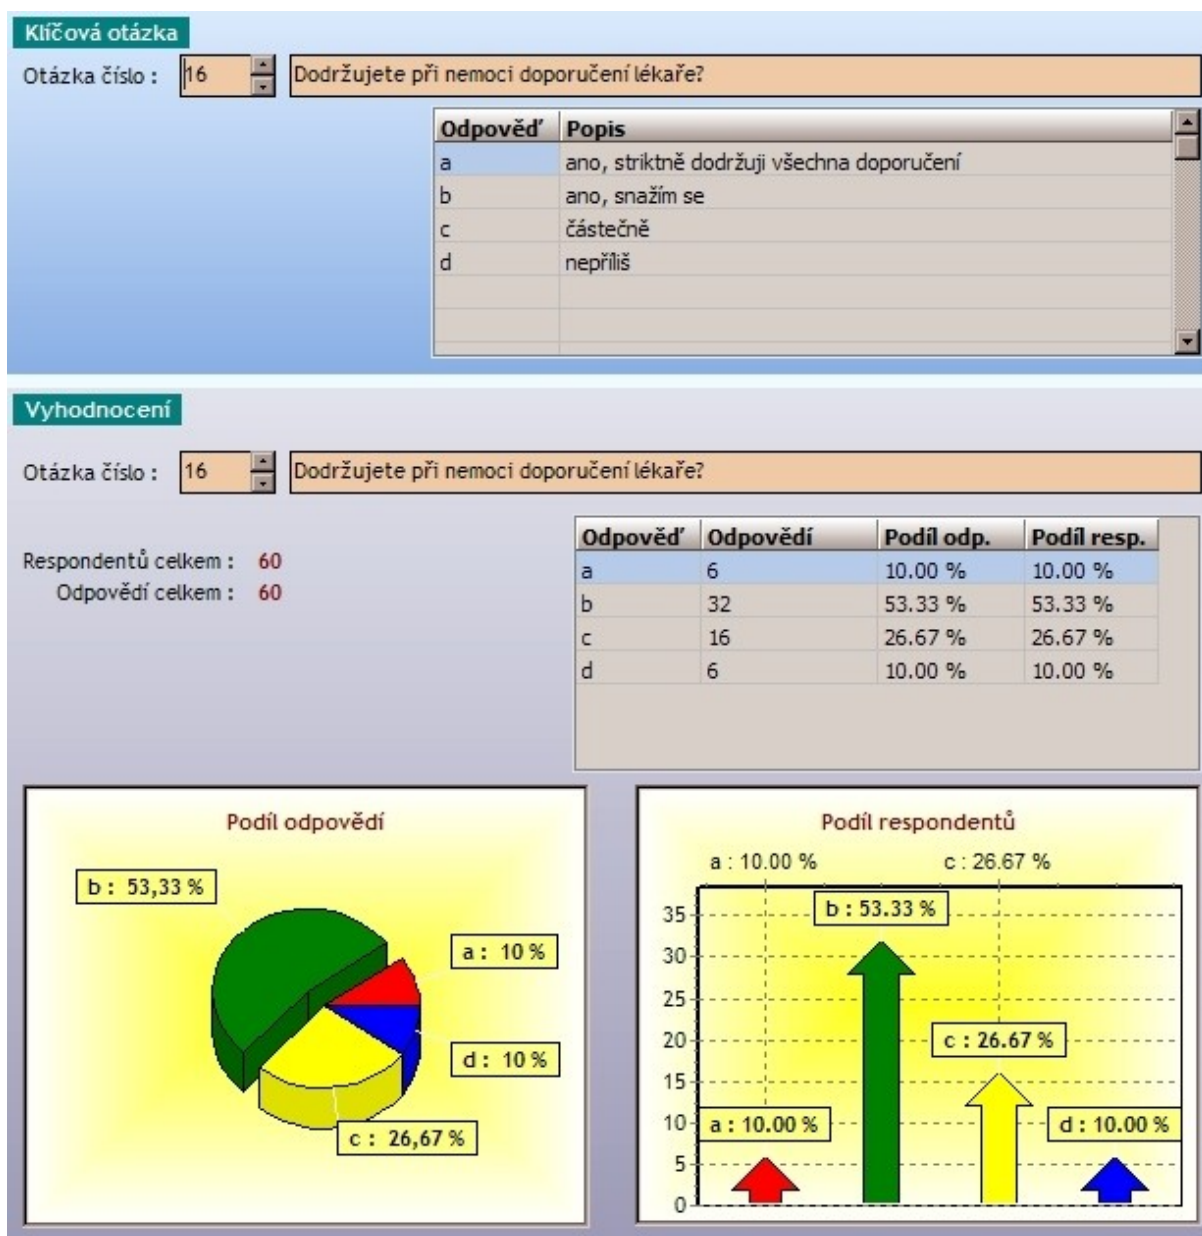 Klíčová otázka
Otázka číslo : 16 Dodržujete při nemoci doporučení lékaře?
Odpověď Popis
a ano, striktně dodržuji všechna doporučení
b ano, snažím se
c částečně
d nepříliš
Vyhodnocení
Otázka číslo : 16 Dodržujete při nemoci doporučení lékaře?
Respondentů celkem : 60
Odpovědí celkem : 60
Odpověď Odpovědí Podíl odp. Podíl resp.
a 6 10.00 % 10.00 %
b 32 53.33 % 53.33 %
c 16 26.67 % 26.67 %
d 6 10.00 % 10.00 %
Podíl odpovědí
b : 53,33 %
a : 10 %
d : 10 %
c : 26,67 %
Podíl respondentů
a : 10.00 % c : 26.67 %
35
30
25
20
15
10
5
0
b : 53.33 %
c : 26.67 %
a : 10.00 %
d : 10.00 %